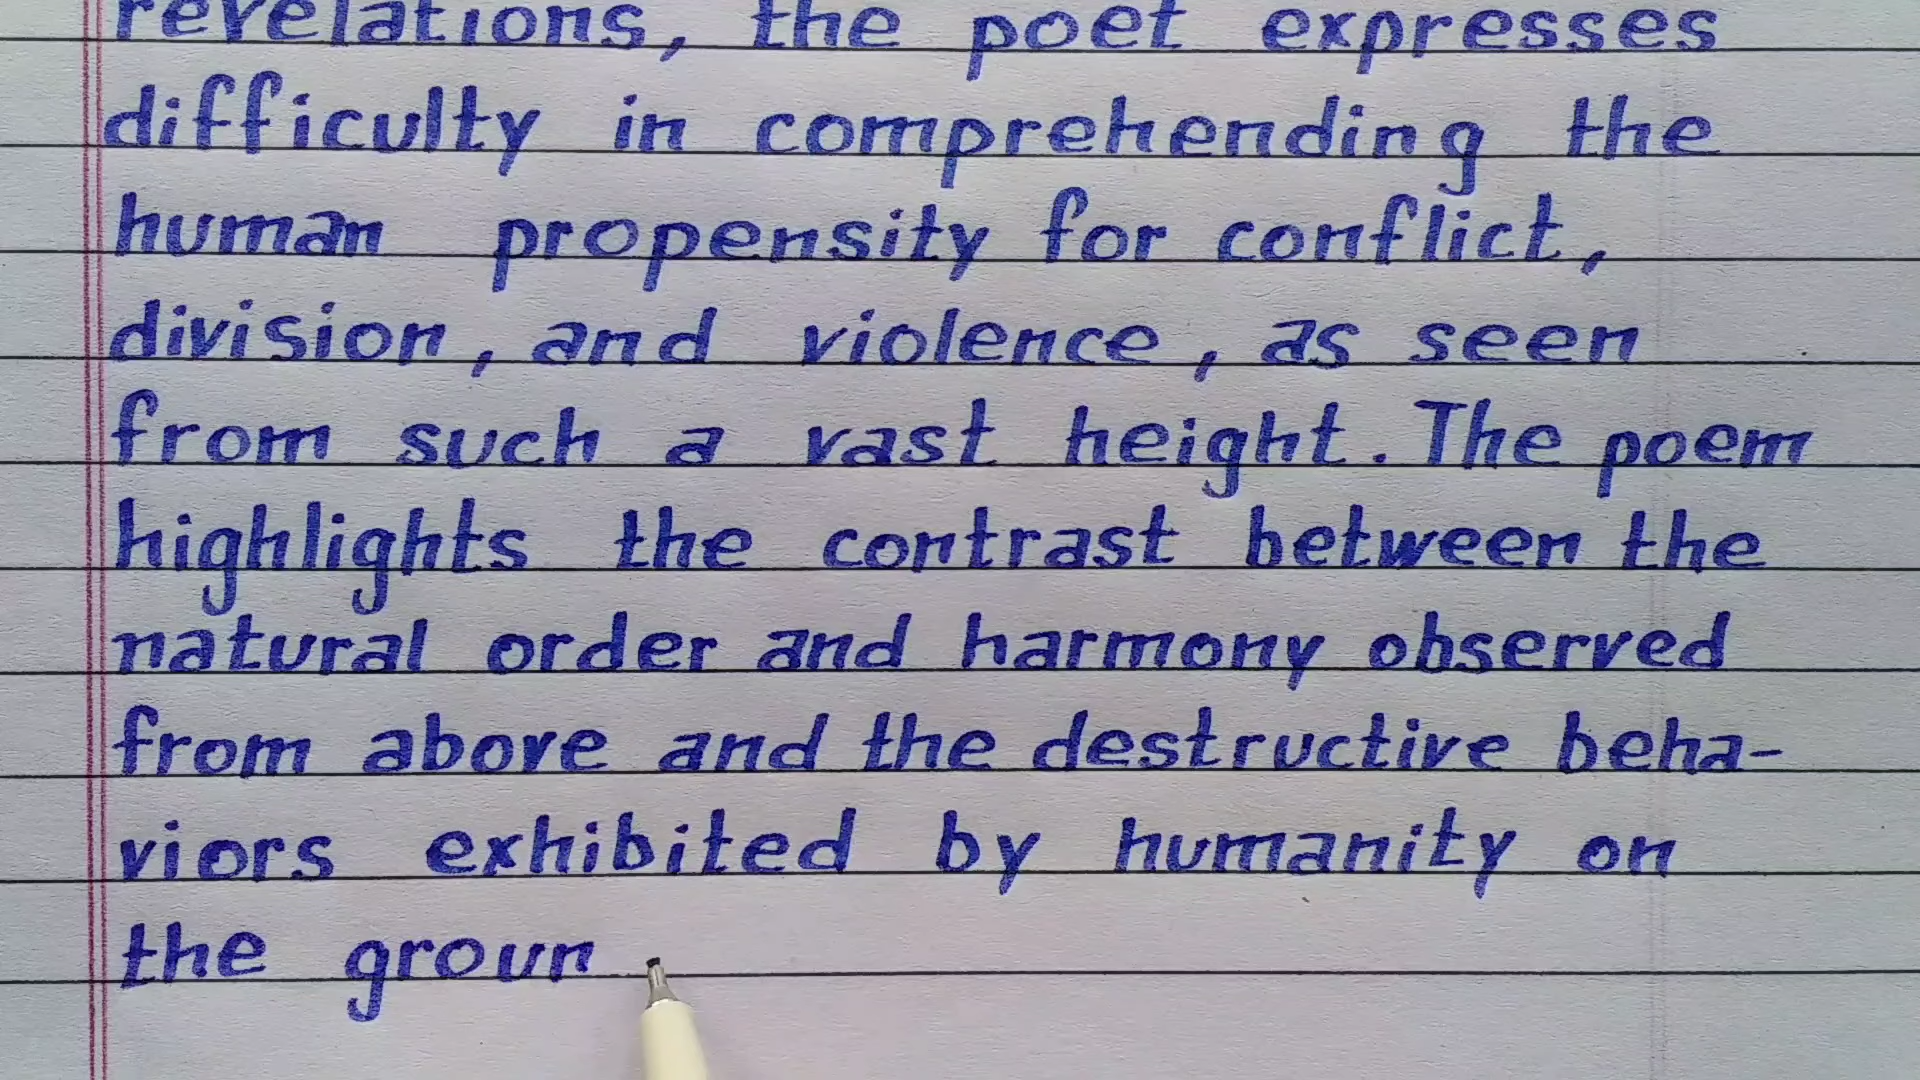 revelations, the poet expresses
difficulty in comprehending the
human propensity for conflict,
division, and violence, as seen
from such a vast height. The poem
highlights the contrast between the
natural order and harmony observed
from above and the destructive beha-
viors exhibited by humanity on
the groun